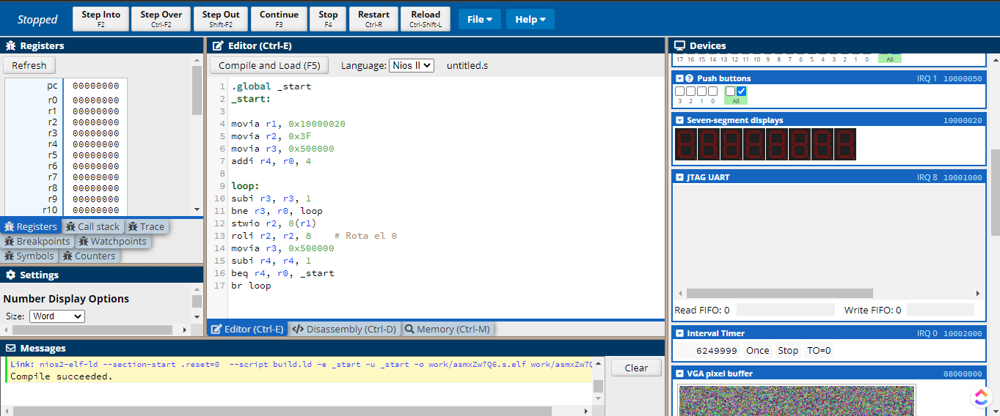 Stopped
Step Into
F2
Step Over
Ctrl-F2
Step Out
Shift-F2
Continue
F3
Stop
F4
Restart
Ctrl-R
Reload
Ctrl-Shift-L
File
Help
Registers
Refresh
pc 00000000
r0 00000000
r1 00000000
r2 00000000
r3 00000000
r4 00000000
r5 00000000
r6 00000000
r7 00000000
r8 00000000
r9 00000000
r10 00000000
Registers Call stack Trace
Breakpoints Watchpoints
Symbols Counters
Settings
Number Display Options
Size: Word
Editor (Ctrl-E)
Compile and Load (F5) Language: Nios II untitled.s
1 .global _start
2 _start:
3
4 movia r1, 0x10000020
5 movia r2, 0x3F
6 movia r3, 0x500000
7 addi r4, r0, 4
8
9 loop:
10 subi r3, r3, 1
11 bne r3, r0, loop
12 stwio r2, 0(r1)
13 roli r2, r2, 8 # Rota el 0
14 movia r3, 0x500000
15 subi r4, r4, 1
16 beq r4, r0, _start
17 br loop
Editor (Ctrl-E) Disassembly (Ctrl-D) Memory (Ctrl-M)
Messages
Link: nios2-elf-ld --section-start .reset=0 --script build.ld -e _start -u _start -o work/asmxZw7Q6.s.elf work/asmxZw7Q
Compile succeeded.
Clear
Devices
17 16 15 14 13 12 11 10 9 8 7 6 5 4 3 2 1 0 All
Push buttons IRQ 1 10000050
3 2 1 0 All
Seven-segment displays 10000020
JTAG UART IRQ 8 10001000
Read FIFO: 0 Write FIFO: 0
Interval Timer IRQ 0 10002000
6249999 Once Stop TO=0
VGA pixel buffer 08000000